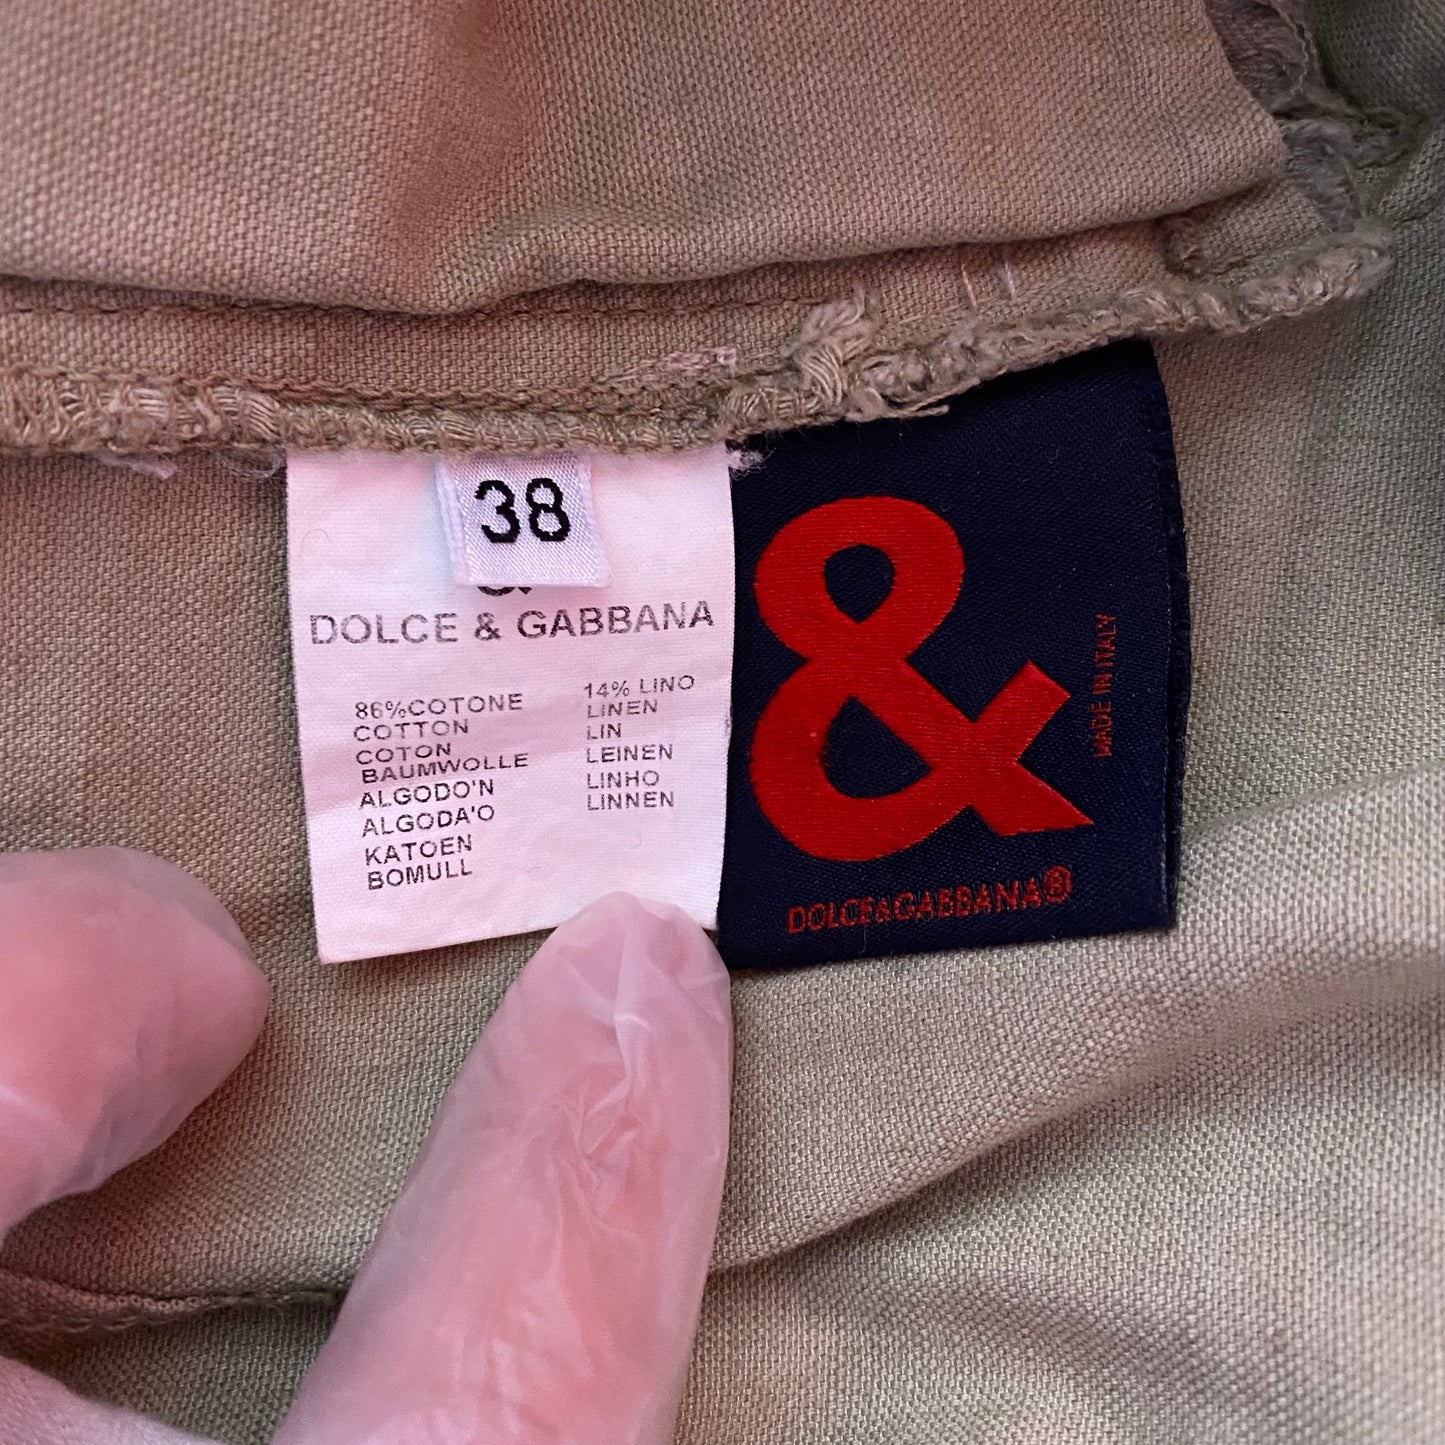 38
DOLCE & GABBANA
86%COTONE
COTTON
COTON
BAUMWOLLE
ALGODO'N
ALGODA'O
KATOEN
BOMULL
14% LINO
LINEN
LIN
LEINEN
LINHO
LINNEN
&
MADE IN ITALY
DOLCE&GABBANA®